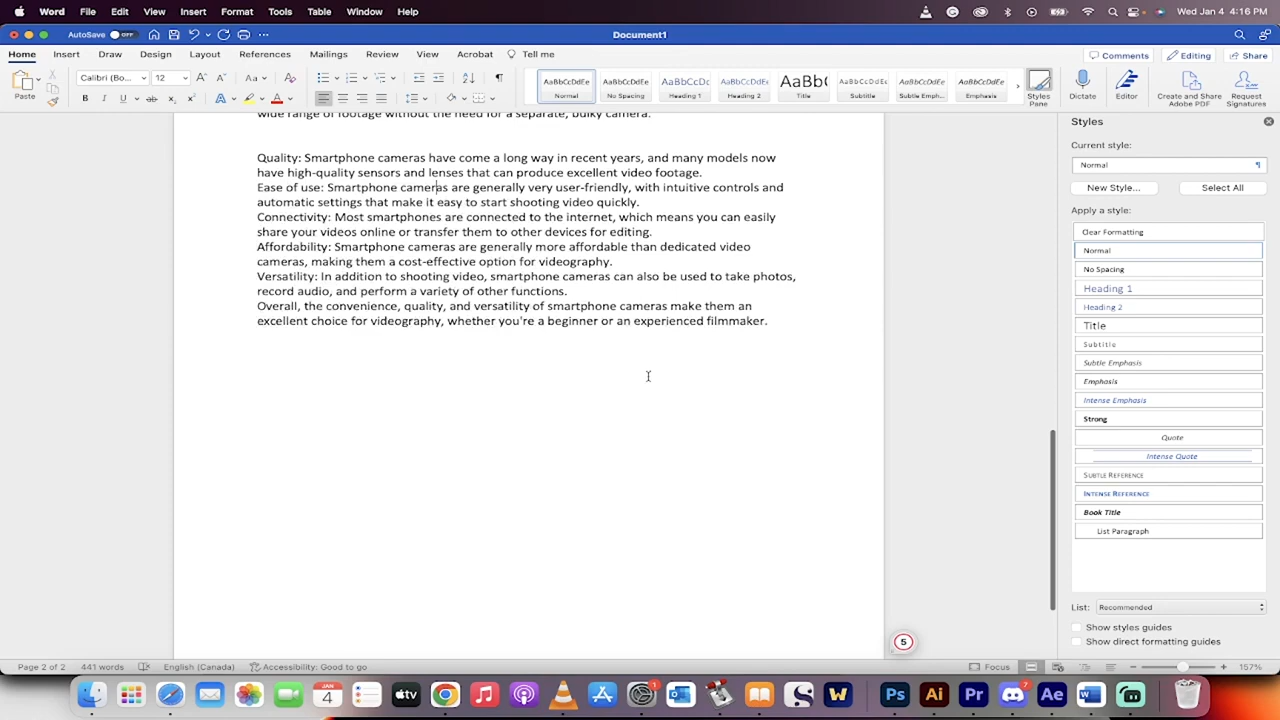 Word File Edit View Insert Format Tools Table Window Help Wed Jan 4 4:16 PM
AutoSave OFF Document1
Home Insert Draw Design Layout References Mailings Review View Acrobat Tell me Comments Editing Share
Paste Calibri (Bo... 12
AaBbCcDdEe AaBbCcDdEe AaBbCcDc AaBbCcDdEe AaBbC AaBbCcDdEe AaBbCcDdEe AaBbCcDdEe
Normal No Spacing Heading 1 Heading 2 Title Subtitle Subtle Emph... Emphasis
Styles Pane Dictate Editor Create and Share Adobe PDF Request Signatures
wide range of footage without the need for a separate, bulky camera.
Quality: Smartphone cameras have come a long way in recent years, and many models now
have high-quality sensors and lenses that can produce excellent video footage.
Ease of use: Smartphone cameras are generally very user-friendly, with intuitive controls and
automatic settings that make it easy to start shooting video quickly.
Connectivity: Most smartphones are connected to the internet, which means you can easily
share your videos online or transfer them to other devices for editing.
Affordability: Smartphone cameras are generally more affordable than dedicated video
cameras, making them a cost-effective option for videography.
Versatility: In addition to shooting video, smartphone cameras can also be used to take photos,
record audio, and perform a variety of other functions.
Overall, the convenience, quality, and versatility of smartphone cameras make them an
excellent choice for videography, whether you're a beginner or an experienced filmmaker.
5
Styles
Current style:
Normal
New Style... Select All
Apply a style:
Clear Formatting
Normal
No Spacing
Heading 1
Heading 2
Title
Subtitle
Subtle Emphasis
Emphasis
Intense Emphasis
Strong
Quote
Intense Quote
Subtle Reference
Intense Reference
Book Title
List Paragraph
List: Recommended
Show styles guides
Show direct formatting guides
Page 2 of 2 441 words English (Canada) Accessibility: Good to go Focus 157%
JAN 4 tv 1 W Ps Ai Pr 7 Ae W